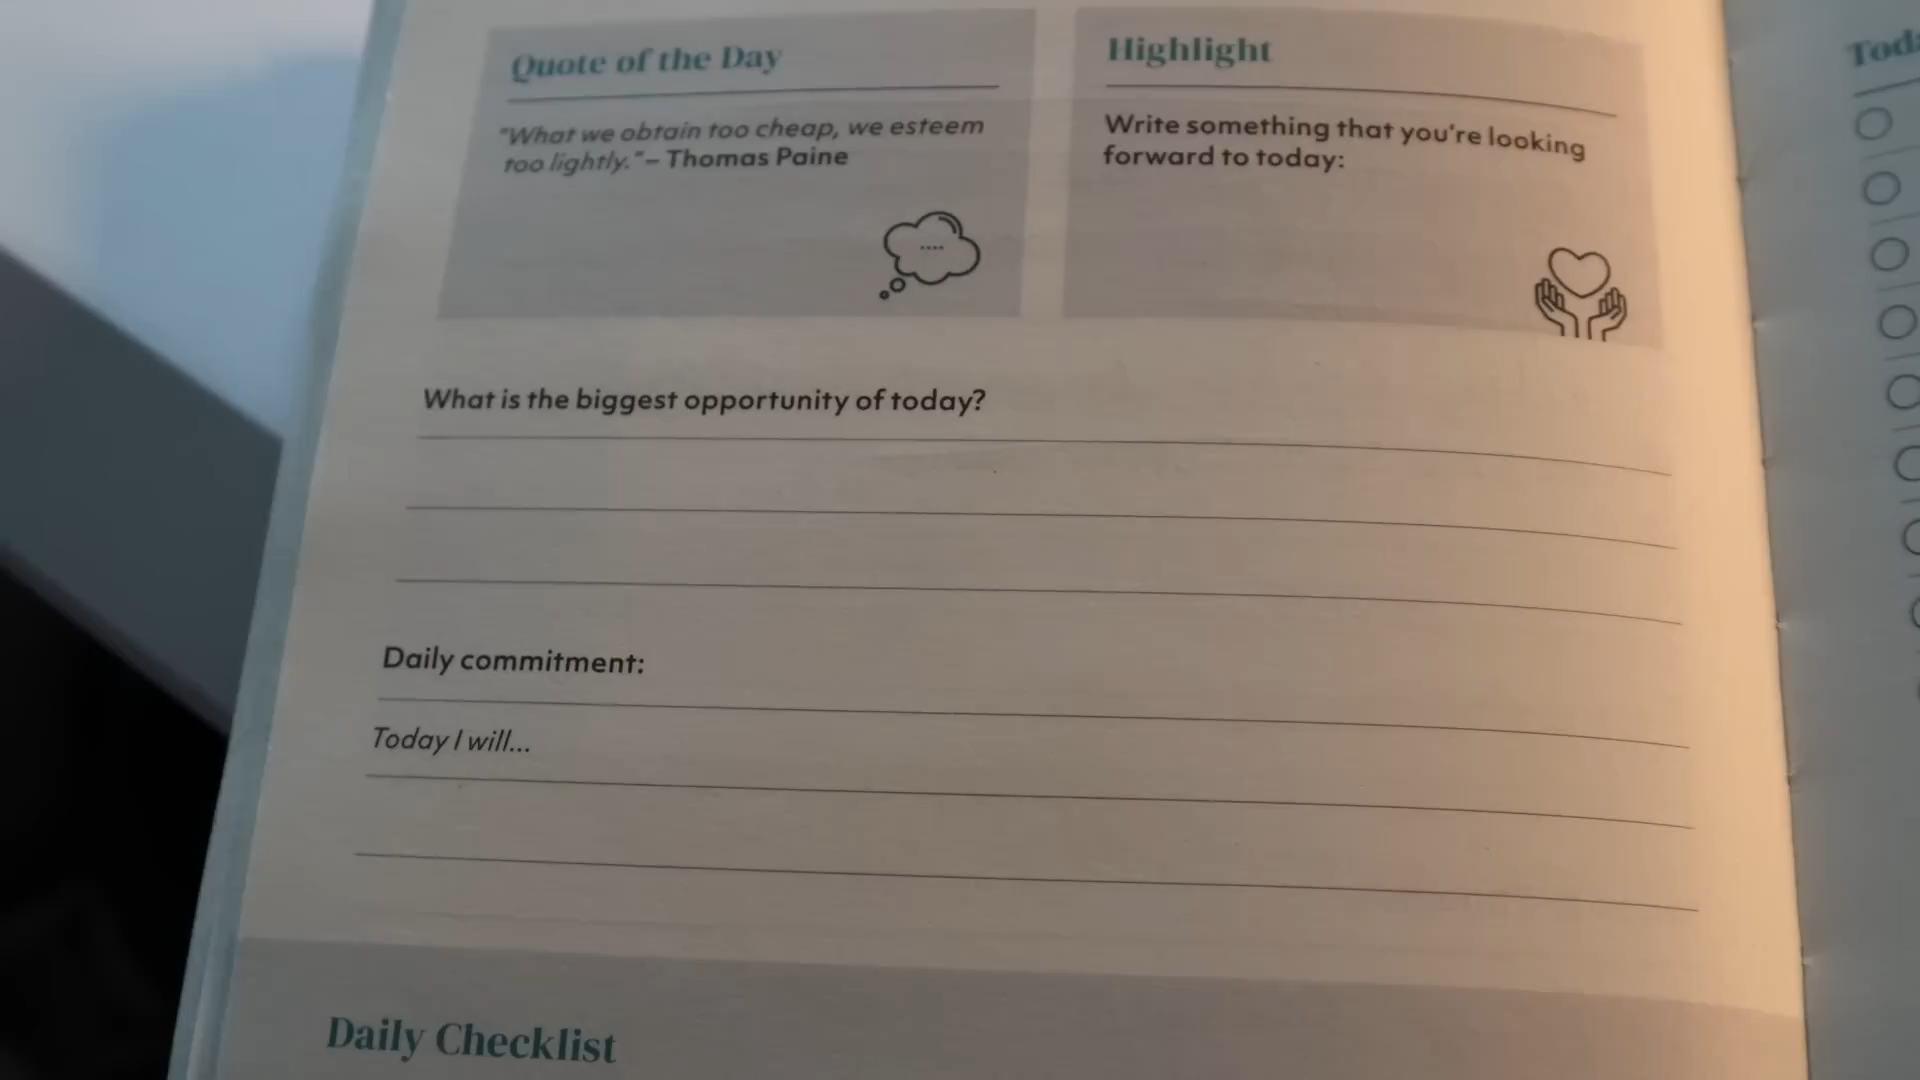 Quote of the Day
"What we obtain too cheap, we esteem
too lightly." – Thomas Paine
Highlight
Write something that you're looking
forward to today:
What is the biggest opportunity of today?
Daily commitment:
Today I will...
Daily Checklist